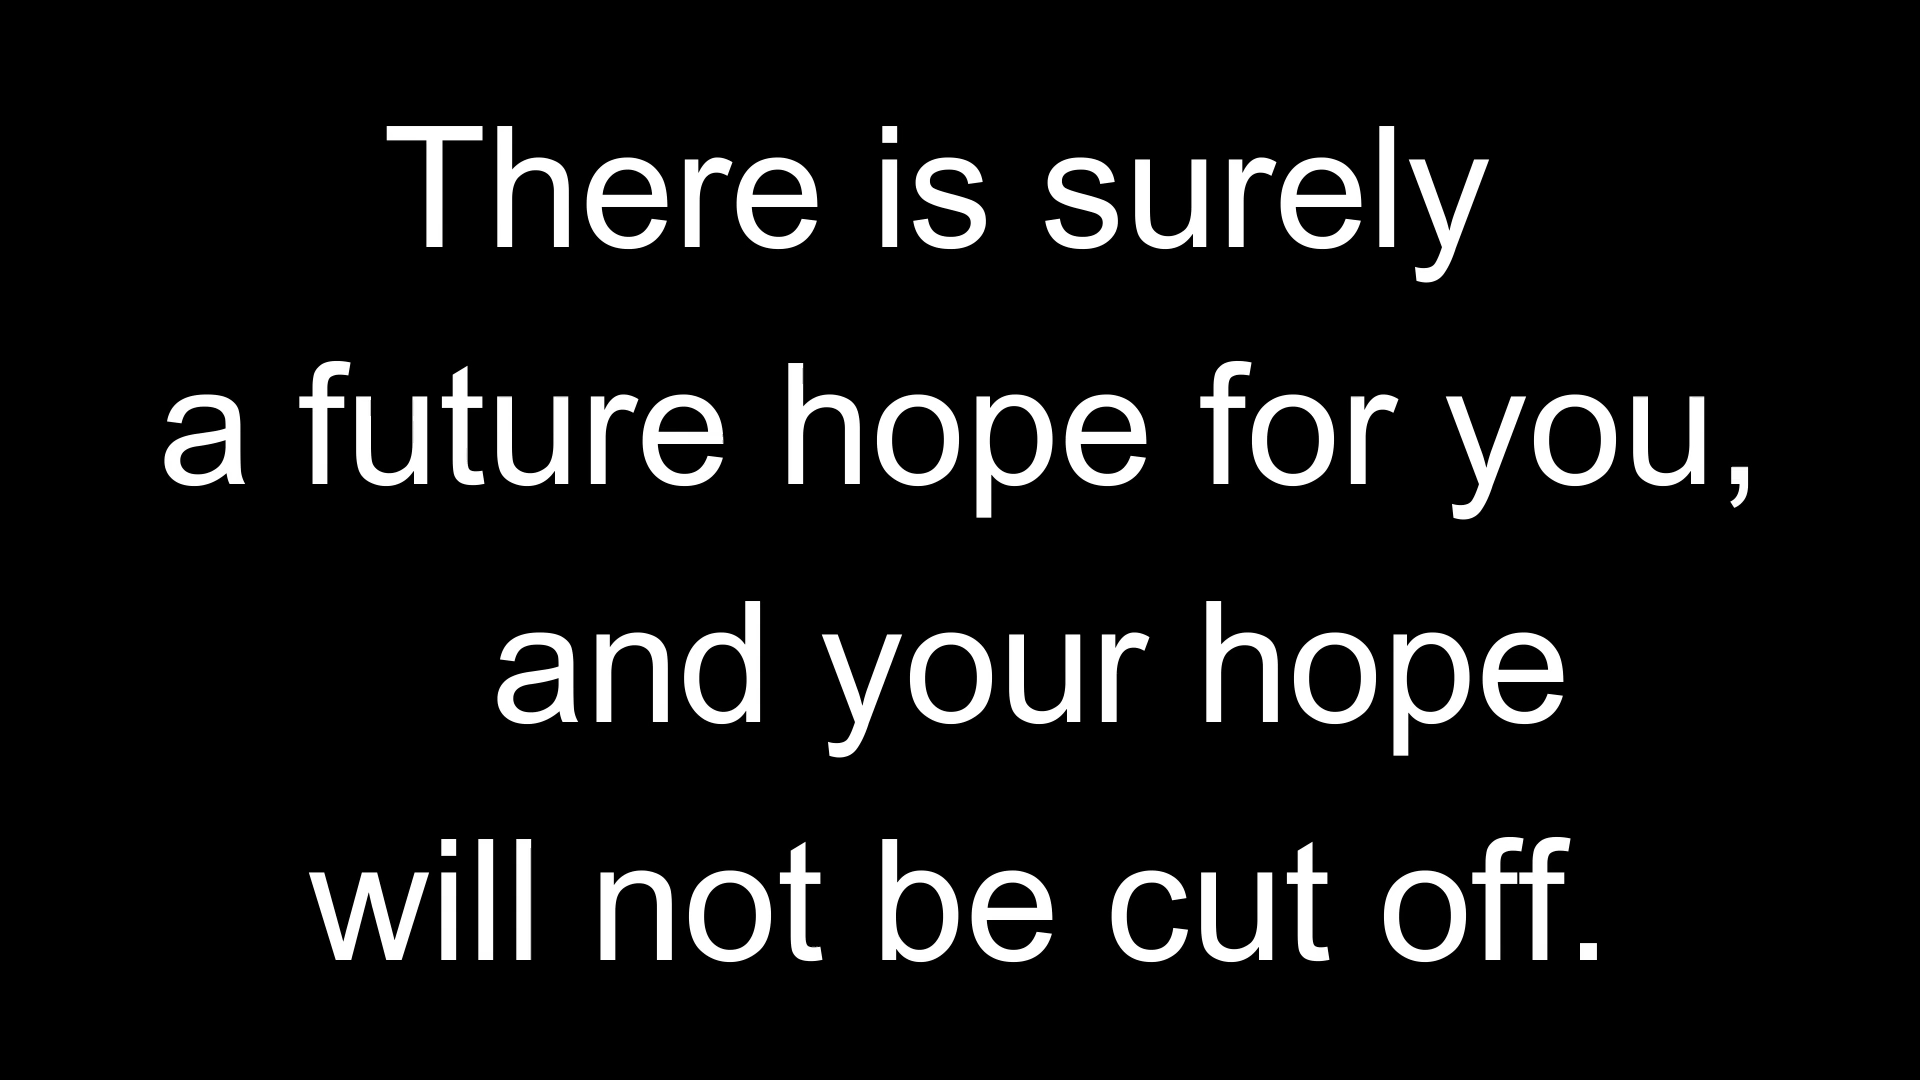 There is surely
a future hope for you,
and your hope
will not be cut off.